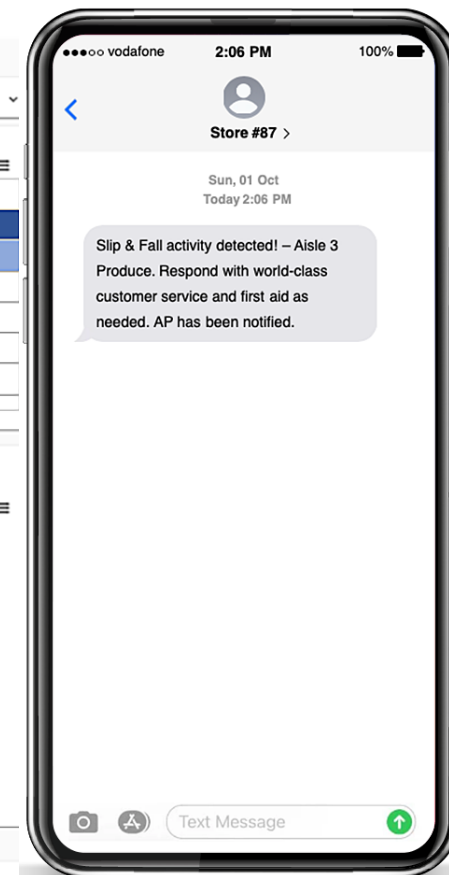 vodafone 2:06 PM 100%
Store #87 >
Sun, 01 Oct
Today 2:06 PM
Slip & Fall activity detected! – Aisle 3
Produce. Respond with world-class
customer service and first aid as
needed. AP has been notified.
Text Message